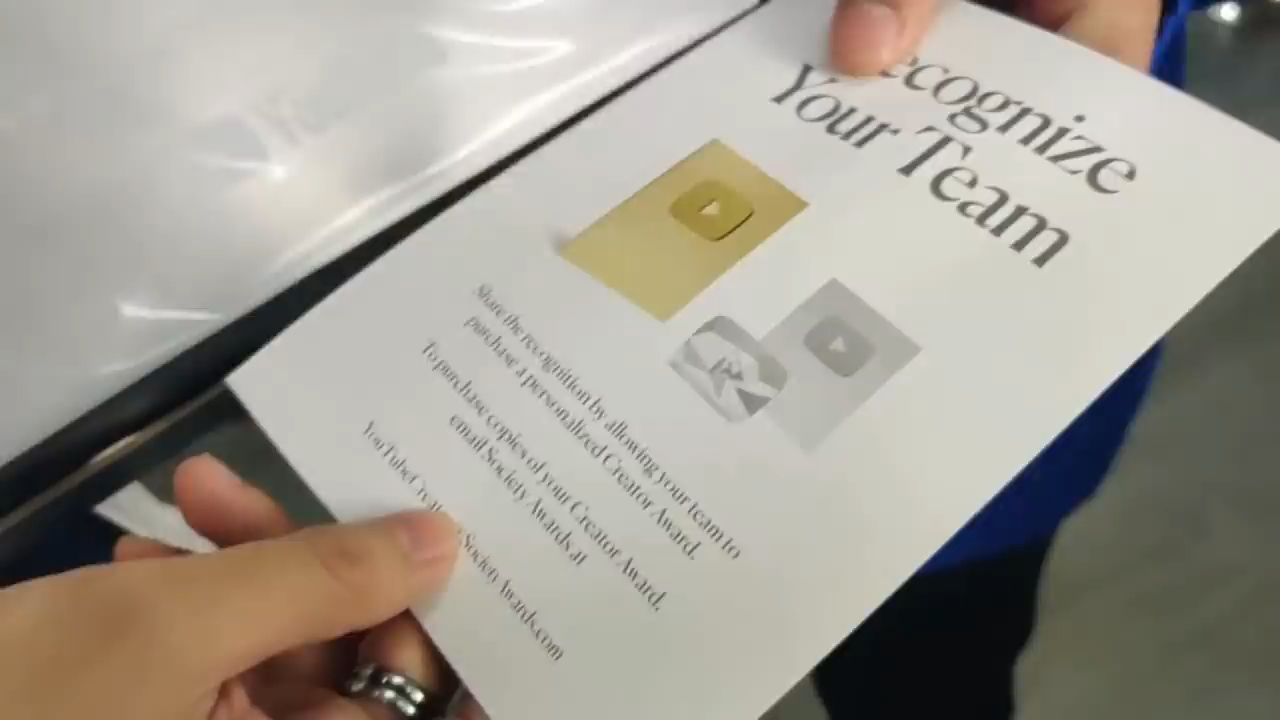 ecognize
Your Team
Share the recognition by allowing your team to
purchase a personalized Creator Award.
To purchase copies of your Creator Award,
email Society Awards at
Awards.com